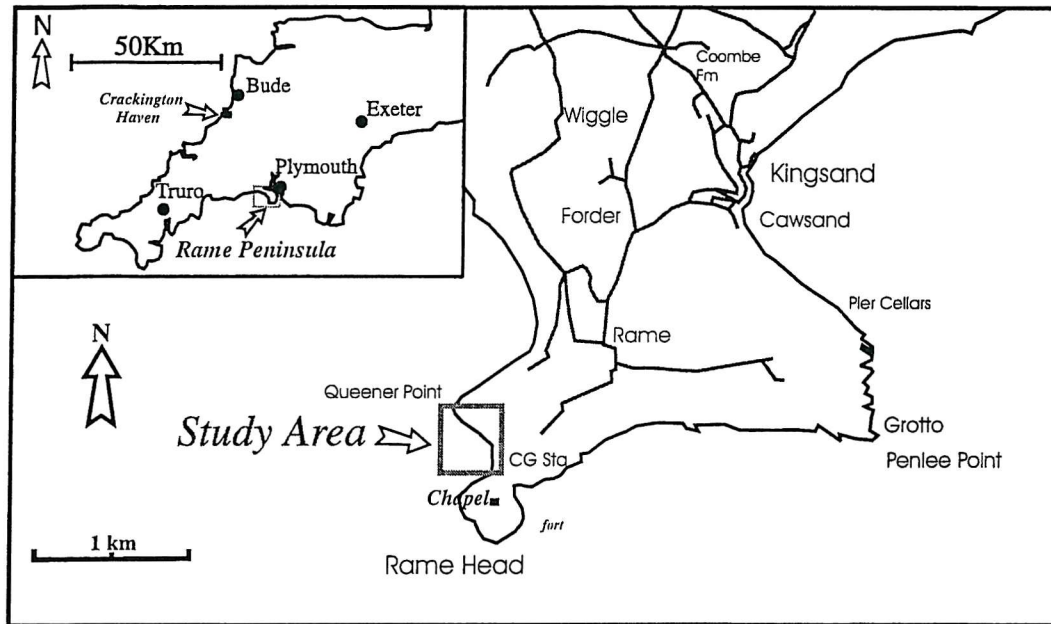 N
50Km
Bude
Crackington
Haven
Exeter
Plymouth
Truro
Rame Peninsula
Coombe
Fm
Wiggle
Kingsand
Forder
Cawsand
Pier Cellars
N
Rame
Queener Point
Study Area
Grotto
CG Sta
Penlee Point
Chapel
fort
1 km
Rame Head